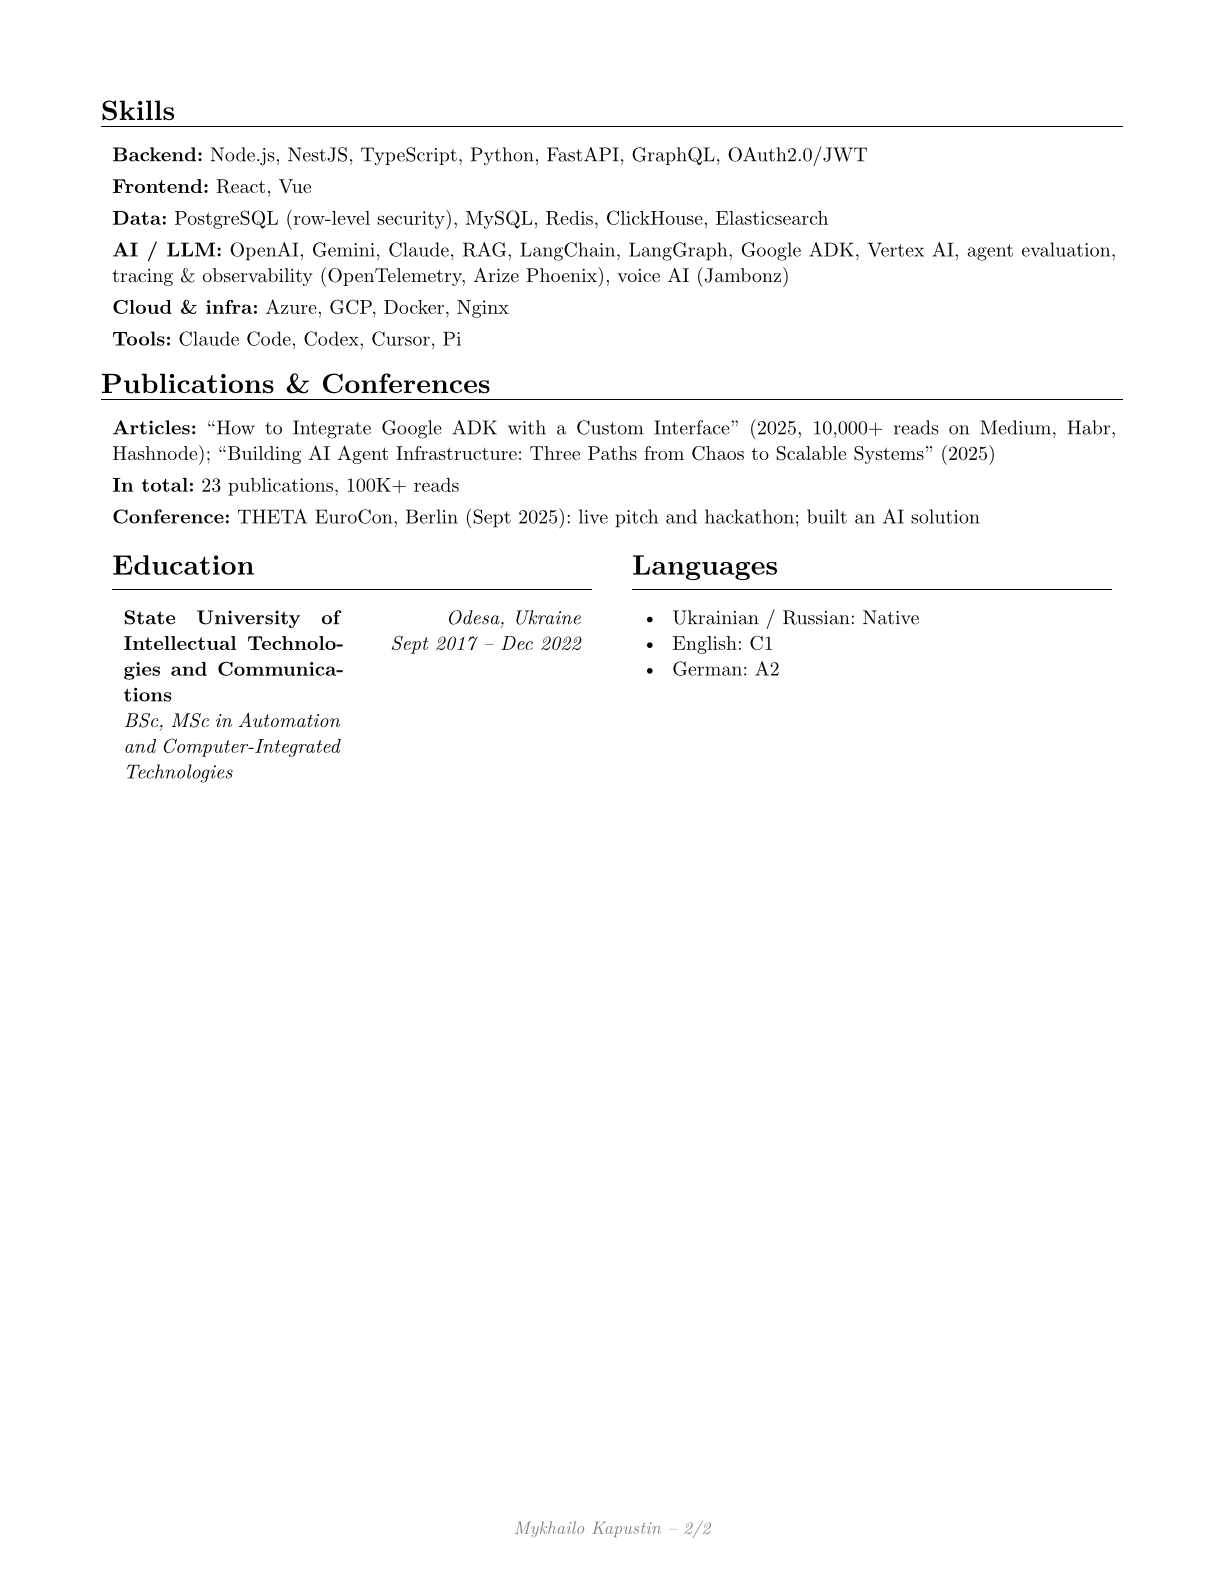 Skills
Backend: Node.js, NestJS, TypeScript, Python, FastAPI, GraphQL, OAuth2.0/JWT
Frontend: React, Vue
Data: PostgreSQL (row-level security), MySQL, Redis, ClickHouse, Elasticsearch
AI / LLM: OpenAI, Gemini, Claude, RAG, LangChain, LangGraph, Google ADK, Vertex AI, agent evaluation,
tracing & observability (OpenTelemetry, Arize Phoenix), voice AI (Jambonz)
Cloud & infra: Azure, GCP, Docker, Nginx
Tools: Claude Code, Codex, Cursor, Pi
Publications & Conferences
Articles: “How to Integrate Google ADK with a Custom Interface” (2025, 10,000+ reads on Medium, Habr,
Hashnode); “Building AI Agent Infrastructure: Three Paths from Chaos to Scalable Systems” (2025)
In total: 23 publications, 100K+ reads
Conference: THETA EuroCon, Berlin (Sept 2025): live pitch and hackathon; built an AI solution
Education
State University of
Intellectual Technolo-
gies and Communica-
tions
BSc, MSc in Automation
and Computer-Integrated
Technologies
Odesa, Ukraine
Sept 2017 – Dec 2022
Languages
• Ukrainian / Russian: Native
• English: C1
• German: A2
Mykhailo Kapustin – 2/2